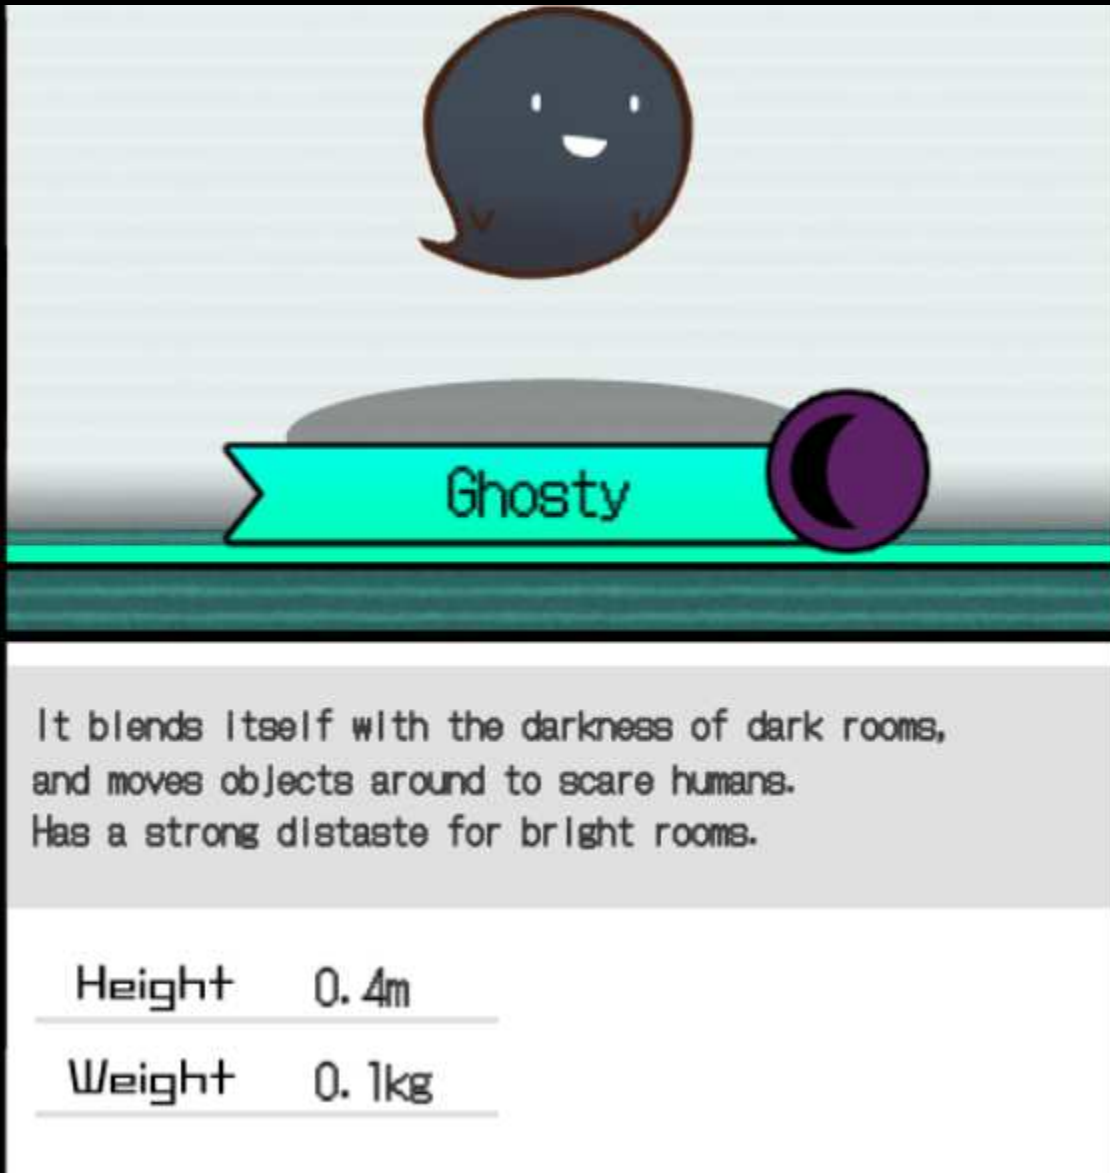 Ghosty
It blends itself with the darkness of dark rooms,
and moves objects around to scare humans.
Has a strong distaste for bright rooms.
Height 0.4m
Weight 0.1kg